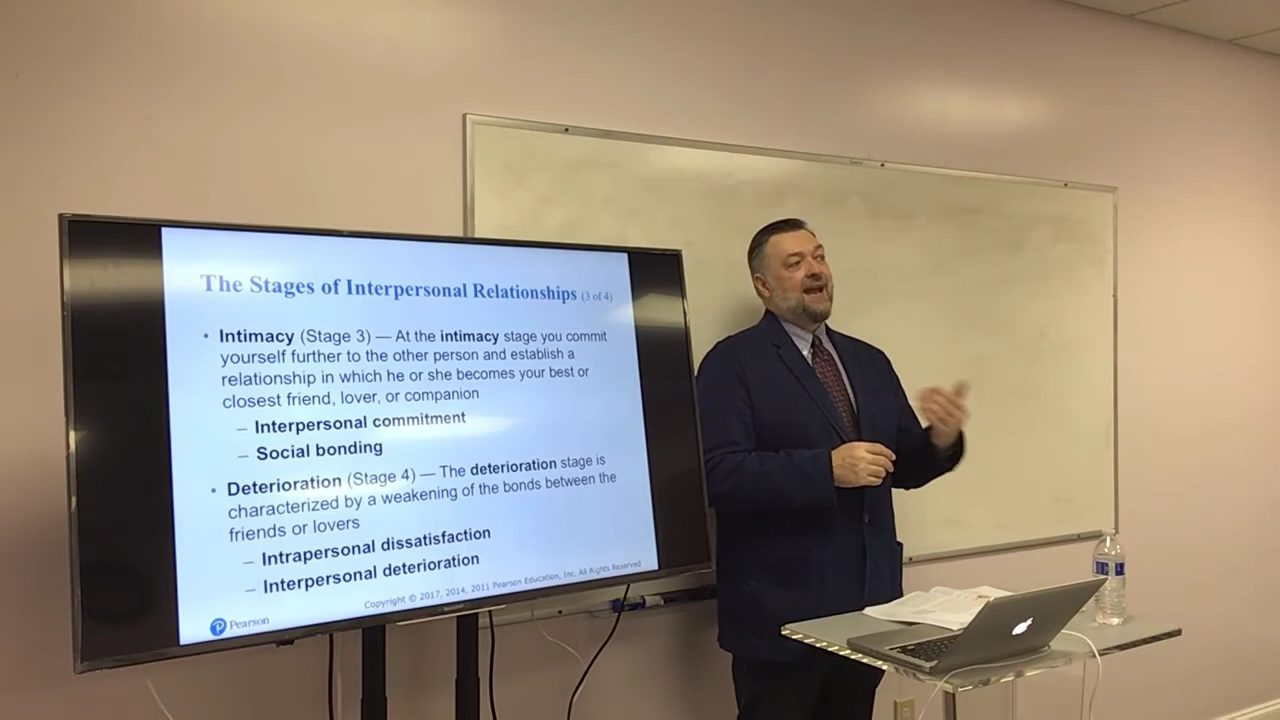 The Stages of Interpersonal Relationships (3 of 4)
• Intimacy (Stage 3) — At the intimacy stage you commit
yourself further to the other person and establish a
relationship in which he or she becomes your best or
closest friend, lover, or companion
– Interpersonal commitment
– Social bonding
• Deterioration (Stage 4) — The deterioration stage is
characterized by a weakening of the bonds between the
friends or lovers
– Intrapersonal dissatisfaction
– Interpersonal deterioration
Copyright © 2017, 2014, 2011 Pearson Education, Inc. All Rights Reserved
Pearson